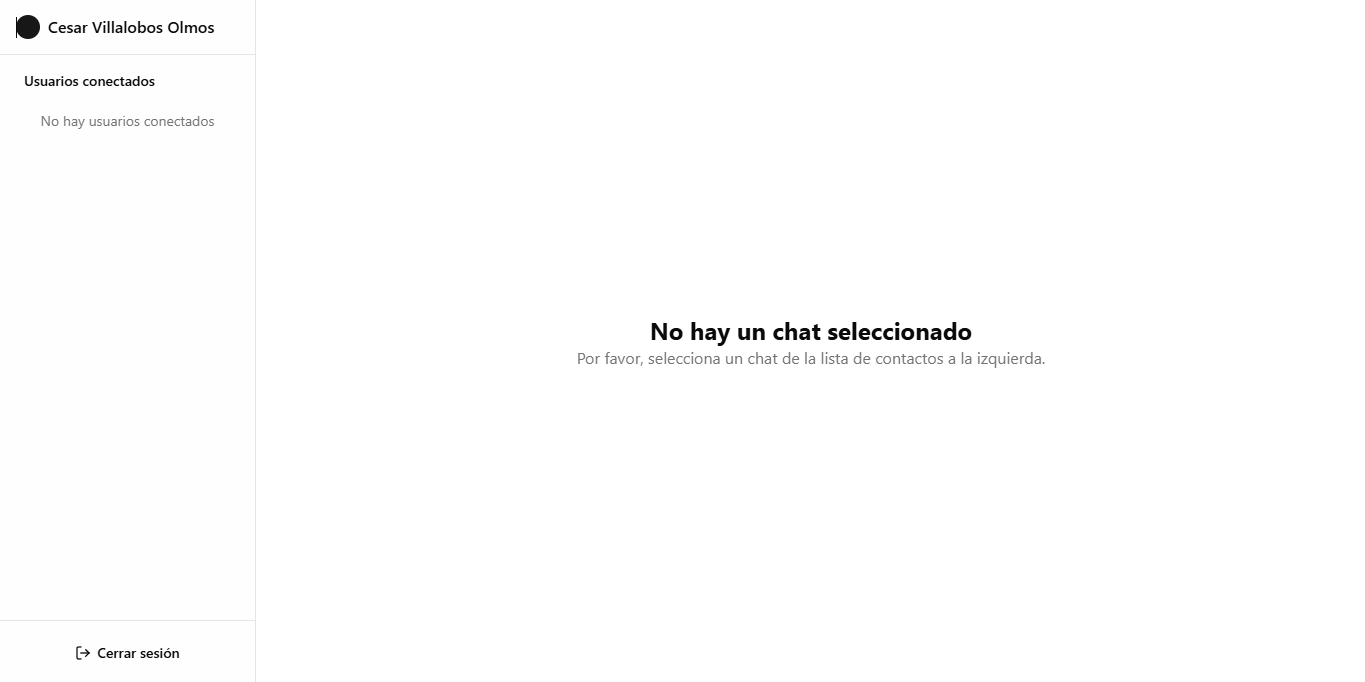 Cesar Villalobos Olmos
Usuarios conectados
No hay usuarios conectados
No hay un chat seleccionado
Por favor, selecciona un chat de la lista de contactos a la izquierda.
Cerrar sesión